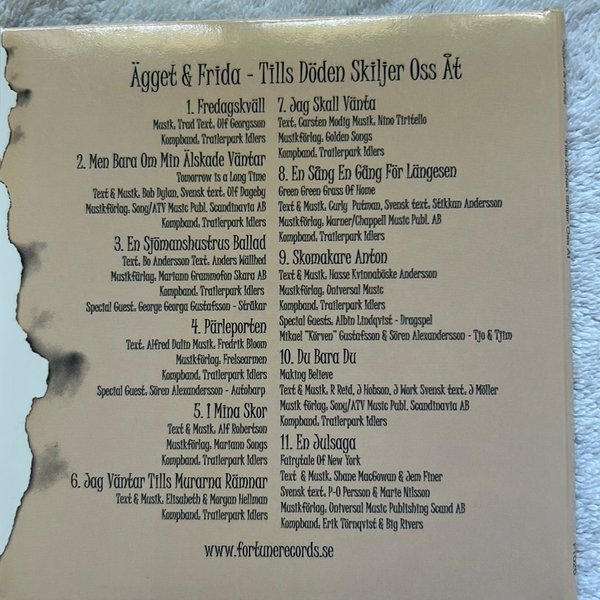 Ägget & Frida - Tills Döden Skiljer Oss Åt
1. Fredagskväll
Musik, Trad Text, Olf Georgsson
Kompband, Trailerpark Idlers
2. Men Bara Om Min Älskade Väntar
Tomorrow is a Long Time
Text & Musik, Bob Dylan, Svensk text, Olf Dageby
Musikförlag, Sony/ATV Music Publ. Scandinavia AB
Kompband, Trailerpark Idlers
3. En Sjömanshustrus Ballad
Text, Bo Andersson Text, Anders Wällhed
Musikförlag, Mariann Grammofon Skara AB
Kompband, Trailerpark Idlers
Special Guest, George George Gustafsson - Stråkar
4. Pärleporten
Text, Alfred Dulin Musik, Fredrik Bloom
Musikförlag, Frelsearmen
Kompband, Trailerpark Idlers
Special Guest, Sören Alexandersson - Autoharp
5. I Mina Skor
Text & Musik, Alf Robertson
Musikförlag, Mariann Songs
Kompband, Trailerpark Idlers
6. Jag Väntar Tills Murarna Rämnar
Text & Musik, Elisabeth & Morgan Hellman
Kompband, Trailerpark Idlers
7. Jag Skall Vänta
Text, Carsten Modig Musik, Nino Tiritello
Musikförlag, Golden Songs
Kompband, Trailerpark Idlers
8. En Sång En Gång För Längesen
Green Green Grass Of Home
Text & Musik, Curly Putman, Svensk text, Stikkan Andersson
Musikförlag, Warner/Chappell Music Publ. AB
Kompband, Trailerpark Idlers
9. Skomakare Anton
Text & Musik, Hasse Kvinnaböske Andersson
Musikförlag, Universal Music
Kompband, Trailerpark Idlers
Special Guests, Albin Lindqvist - Dragspel
Mikael "Körven" Gustafsson & Sören Alexandersson - Tjo & Tjim
10. Du Bara Du
Making Believe
Text & Musik, R Reid, J Hobson, J Work Svensk text, J Möller
Musik förlag, Sony/ATV Music Publ. Scandinavia AB
Kompband, Trailerpark Idlers
11. En Julsaga
Fairytale Of New York
Text & Musik, Shane MacGowan & Jem Finer
Svensk text, P-O Persson & Marie Nilsson
Musikförlag, Universal Music Publishing Scand AB
Kompband, Erik Törnqvist & Big Rivers
www.fortunerecords.se